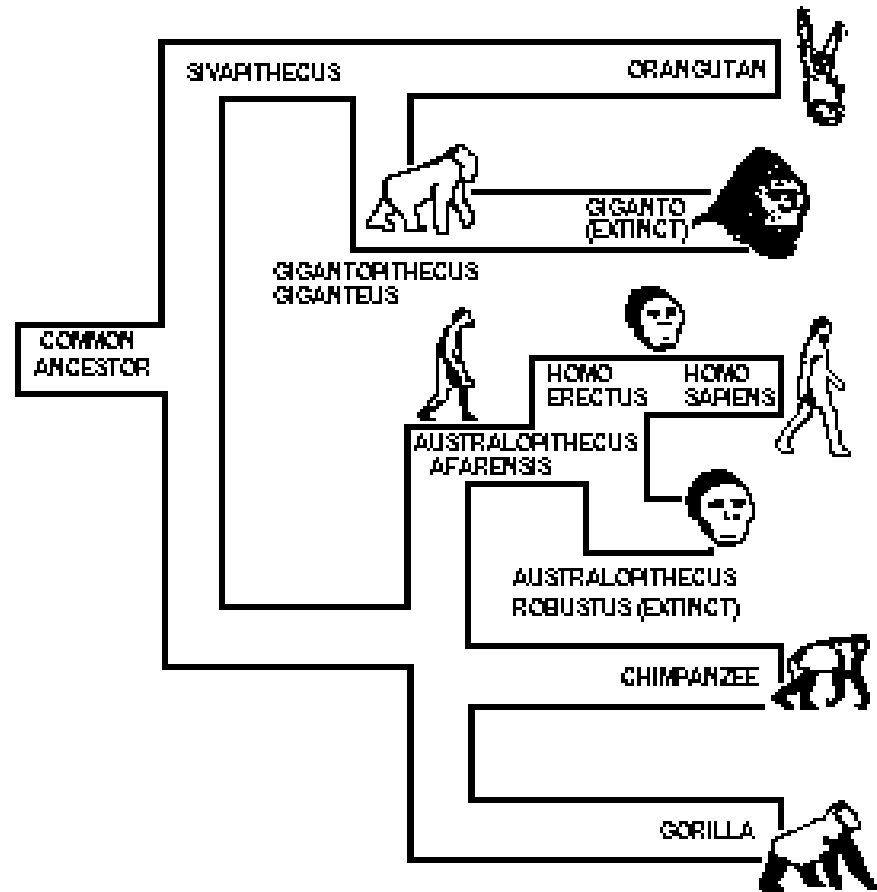 SIVAPITHECUS
ORANGUTAN
GIGANTO
(EXTINCT)
GIGANTOPITHECUS
GIGANTEUS
COMMON
ANCESTOR
HOMO
ERECTUS
HOMO
SAPIENS
AUSTRALOPITHECUS
AFARENSIS
AUSTRALOPITHECUS
ROBUSTUS (EXTINCT)
CHIMPANZEE
GORILLA